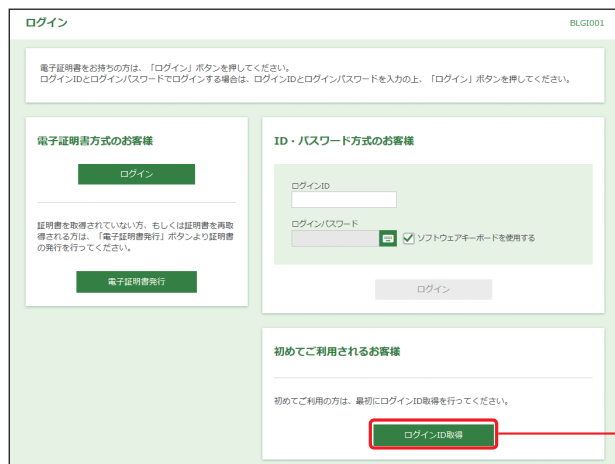 ログイン
BLGI001
電子証明書をお持ちの方は、「ログイン」ボタンを押してください。
ログインIDとログインパスワードでログインする場合は、ログインIDとログインパスワードを入力の上、「ログイン」ボタンを押してください。
電子証明書方式のお客様
ログイン
証明書を取得されていない方、もしくは証明書を再取
得される方は、「電子証明書発行」ボタンより証明書
の発行を行ってください。
電子証明書発行
ID・パスワード方式のお客様
ログインID
ログインパスワード
ソフトウェアキーボードを使用する
ログイン
初めてご利用されるお客様
初めてご利用の方は、最初にログインID取得を行ってください。
ログインID取得